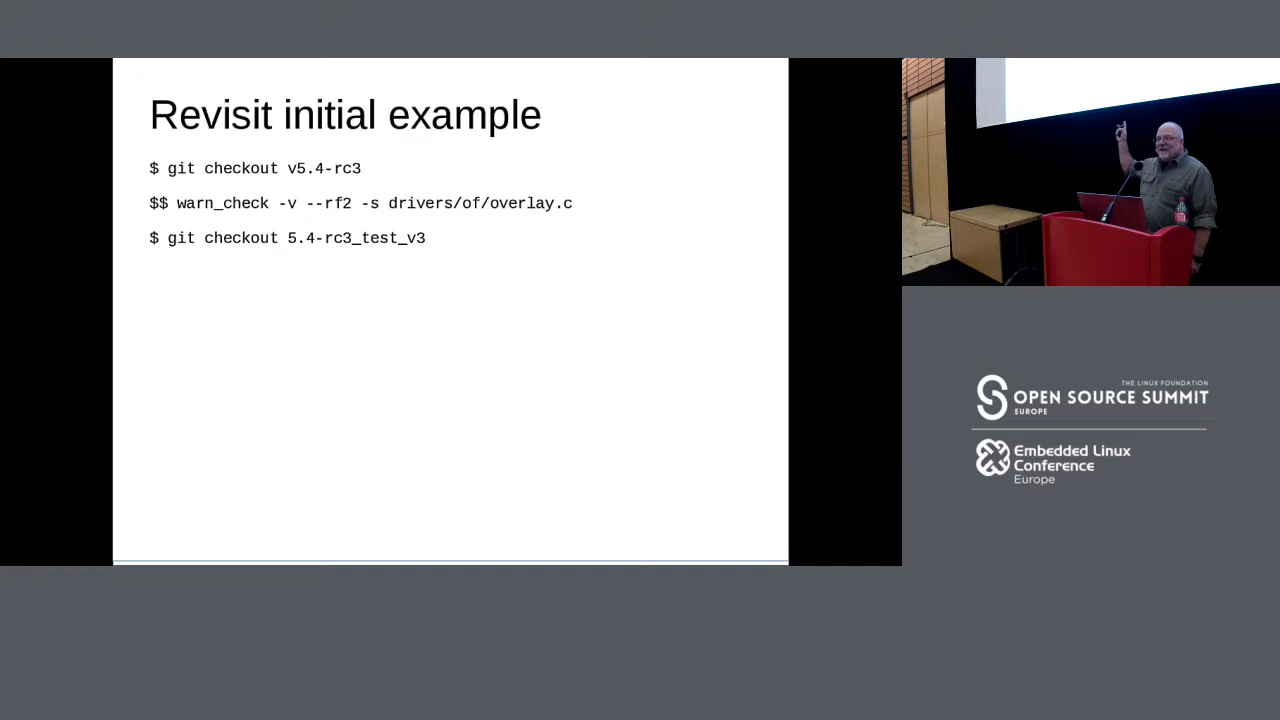 Revisit initial example
$ git checkout v5.4-rc3
$$ warn_check -v --rf2 -s drivers/of/overlay.c
$ git checkout 5.4-rc3_test_v3
THE LINUX FOUNDATION
OPEN SOURCE SUMMIT
EUROPE
Embedded Linux
Conference
Europe